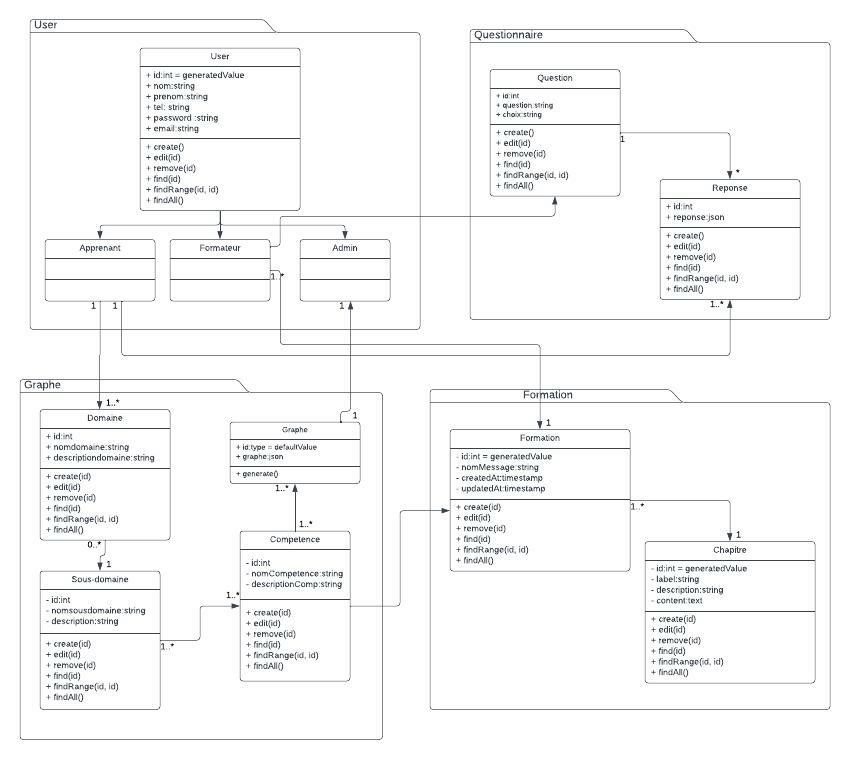 User
User
+ id:int = generatedValue
+ nom:string
+ prenom:string
+ tel: string
+ password :string
+ email:string
+ create()
+ edit(id)
+ remove(id)
+ find(id)
+ findRange(id, id)
+ findAll()
Apprenant
Formateur
Admin
1..*
1
1
1
Questionnaire
Question
+ id:int
+ question:string
+ choix:string
+ create()
+ edit(id)
+ remove(id)
+ find(id)
+ findRange(id, id)
+ findAll()
1
*
Reponse
+ id:int
+ reponse:json
+ create()
+ edit(id)
+ remove(id)
+ find(id)
+ findRange(id, id)
+ findAll()
1..*
Graphe
1..*
Domaine
+ id:int
+ nomdomaine:string
+ descriptiondomaine:string
+ create(id)
+ edit(id)
+ remove(id)
+ find(id)
+ findRange(id, id)
+ findAll()
0..*
1
Sous-domaine
- id:int
- nomsousdomaine:string
- description:string
+ create(id)
+ edit(id)
+ remove(id)
+ find(id)
+ findRange(id, id)
+ findAll()
1..*
1
Graphe
+ id:type = defaultValue
+ graphe:json
+ generate()
1..*
1..*
Competence
- id:int
- nomCompetence:string
- descriptionComp:string
1..*
+ create(id)
+ edit(id)
+ remove(id)
+ find(id)
+ findRange(id, id)
+ findAll()
Formation
1
Formation
- id:int = generatedValue
- nomMessage:string
- createdAt:timestamp
- updatedAt:timestamp
+ create(id)
+ edit(id)
+ remove(id)
+ find(id)
+ findRange(id, id)
+ findAll()
1..*
1
Chapitre
- id:int = generatedValue
- label:string
- description:string
- content:text
+ create(id)
+ edit(id)
+ remove(id)
+ find(id)
+ findRange(id, id)
+ findAll()